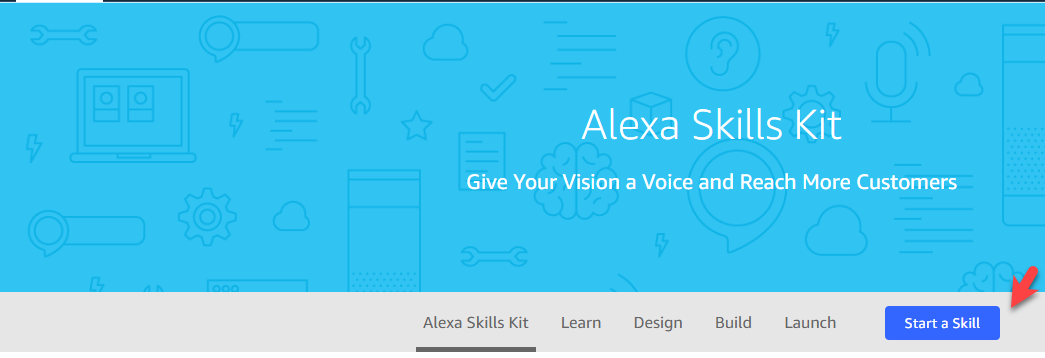 Alexa Skills Kit
Give Your Vision a Voice and Reach More Customers
Alexa Skills Kit Learn Design Build Launch Start a Skill